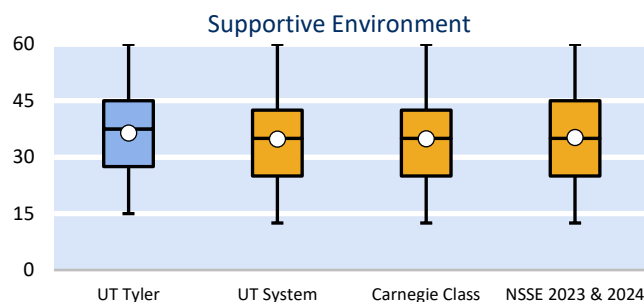 Supportive Environment
60
45
30
15
0
UT Tyler UT System Carnegie Class NSSE 2023 & 2024